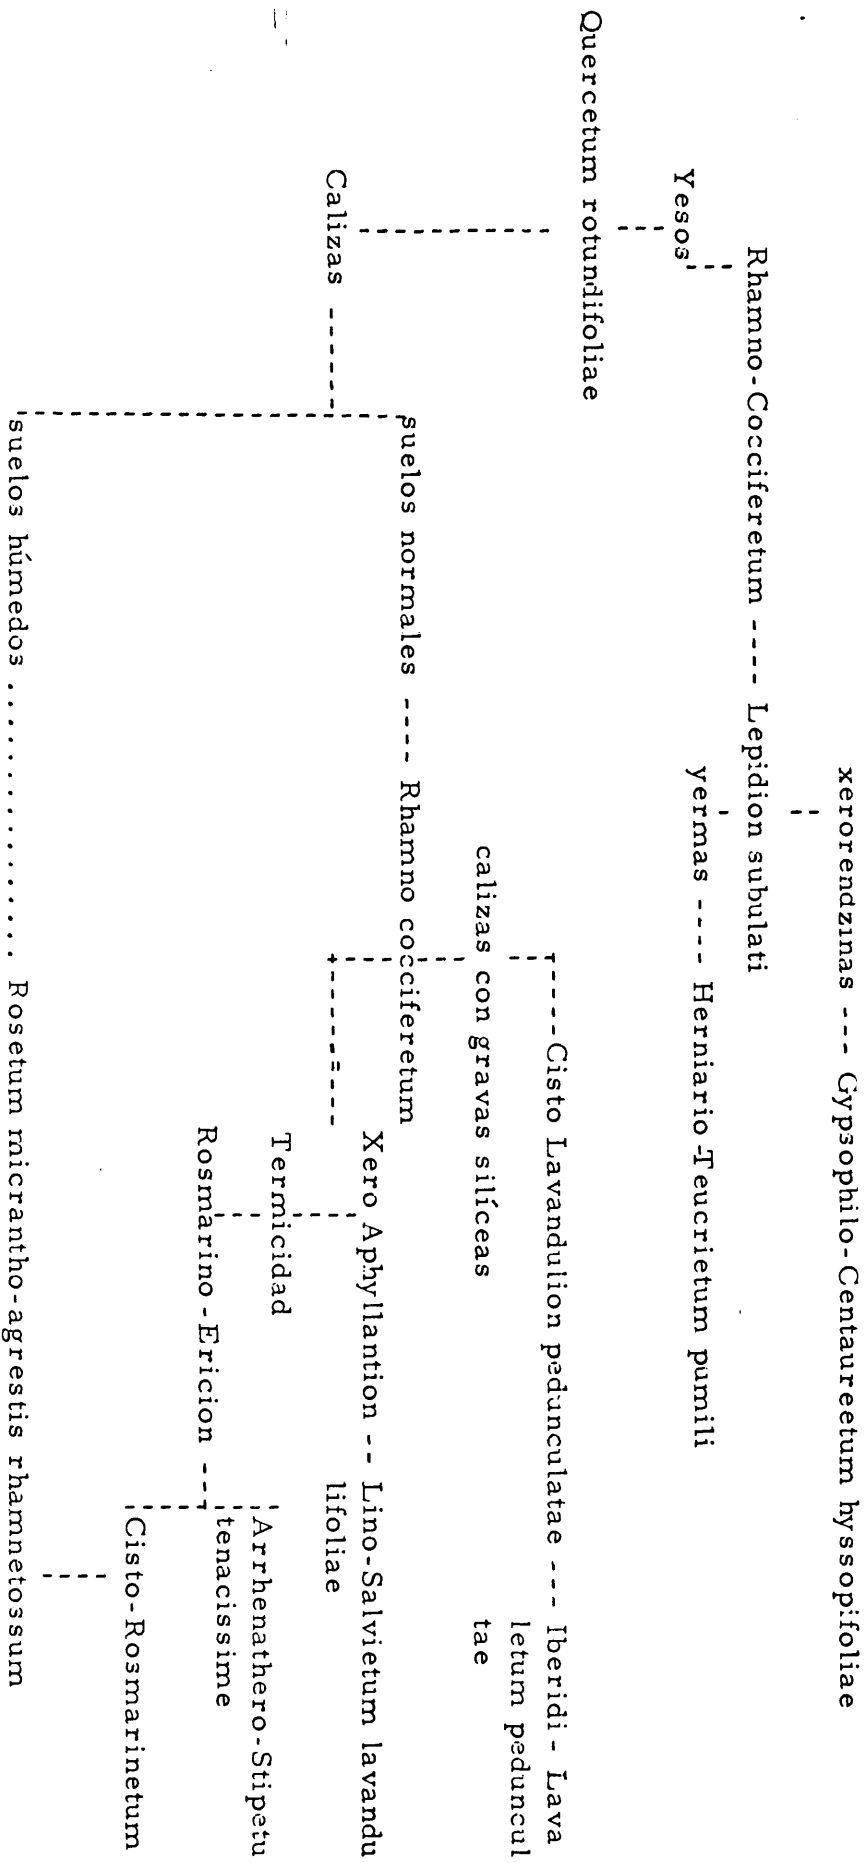 xerorendzinas --- Gypsophilo-Centaureetum hyssopifoliae
Rhamno-Cocciferetum ---- Lepidion subulati
Yesos
yermas ---- Herniario-Teucrietum pumili
Quercetum rotundifoliae
Cisto Lavandulion pedunculatae --- Iberidi - Lava
letum peduncul
tae
calizas con gravas silíceas
suelos normales ---- Rhamno cocciferetum
Calizas
Xero Aphyllantion -- Lino-Salvietum lavandu
lifoliae
Termicidad
Rosmarino-Ericion ---
Arrhenathero-Stipetu
tenacissime
Cisto-Rosmarinetum
suelos húmedos ................ Rosetum micrantho-agrestis rhamnetossum